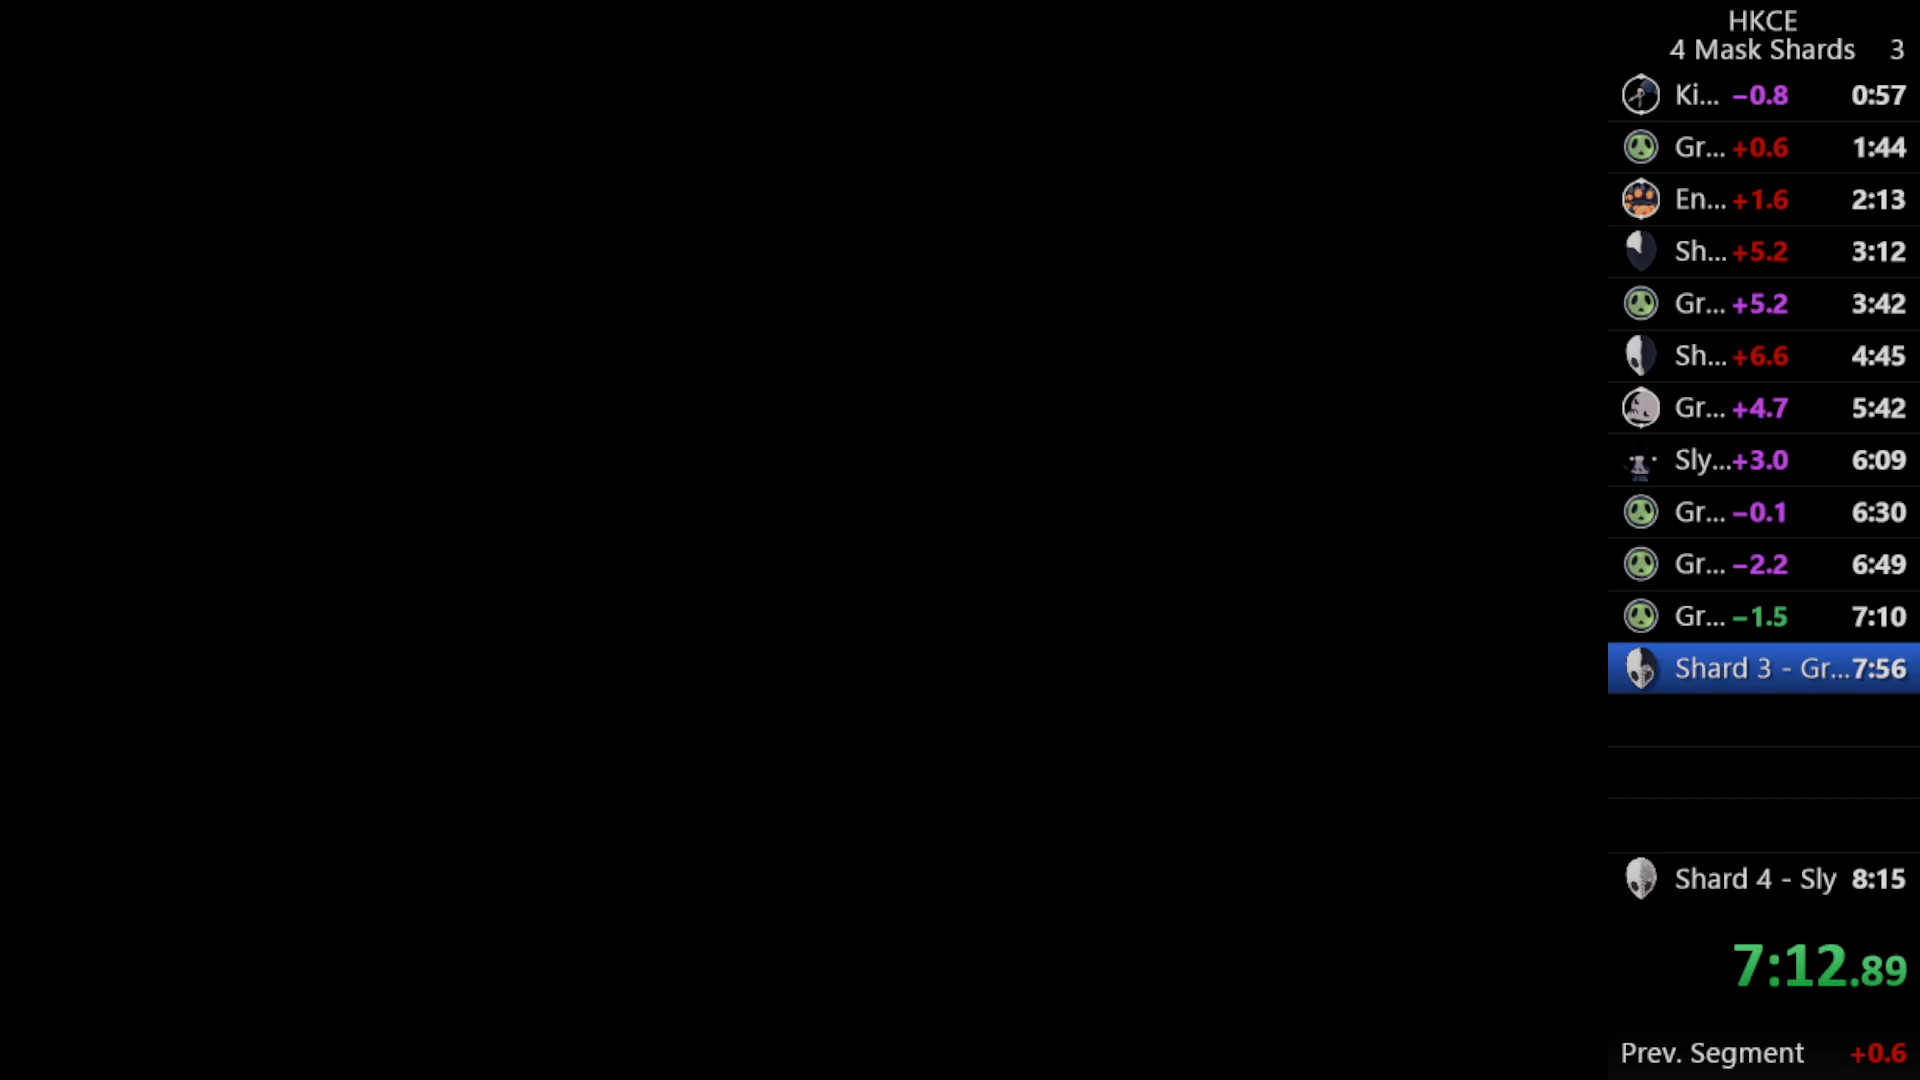 HKCE
4 Mask Shards 3
Ki... −0.8 0:57
Gr... +0.6 1:44
En... +1.6 2:13
Sh... +5.2 3:12
Gr... +5.2 3:42
Sh... +6.6 4:45
Gr... +4.7 5:42
Sly...+3.0 6:09
Gr... −0.1 6:30
Gr... −2.2 6:49
Gr... −1.5 7:10
Shard 3 - Gr...7:56
Shard 4 - Sly 8:15
7:12.89
Prev. Segment +0.6